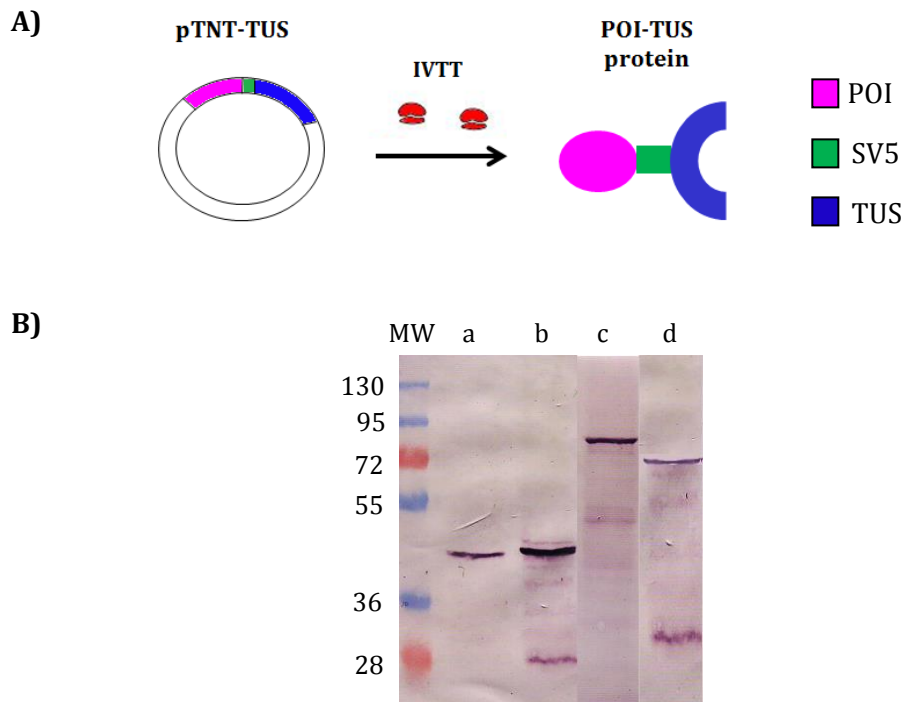 A)
pTNT-TUS
IVTT
POI-TUS
protein
POI
SV5
TUS
B)
MW a b c d
130
95
72
55
36
28